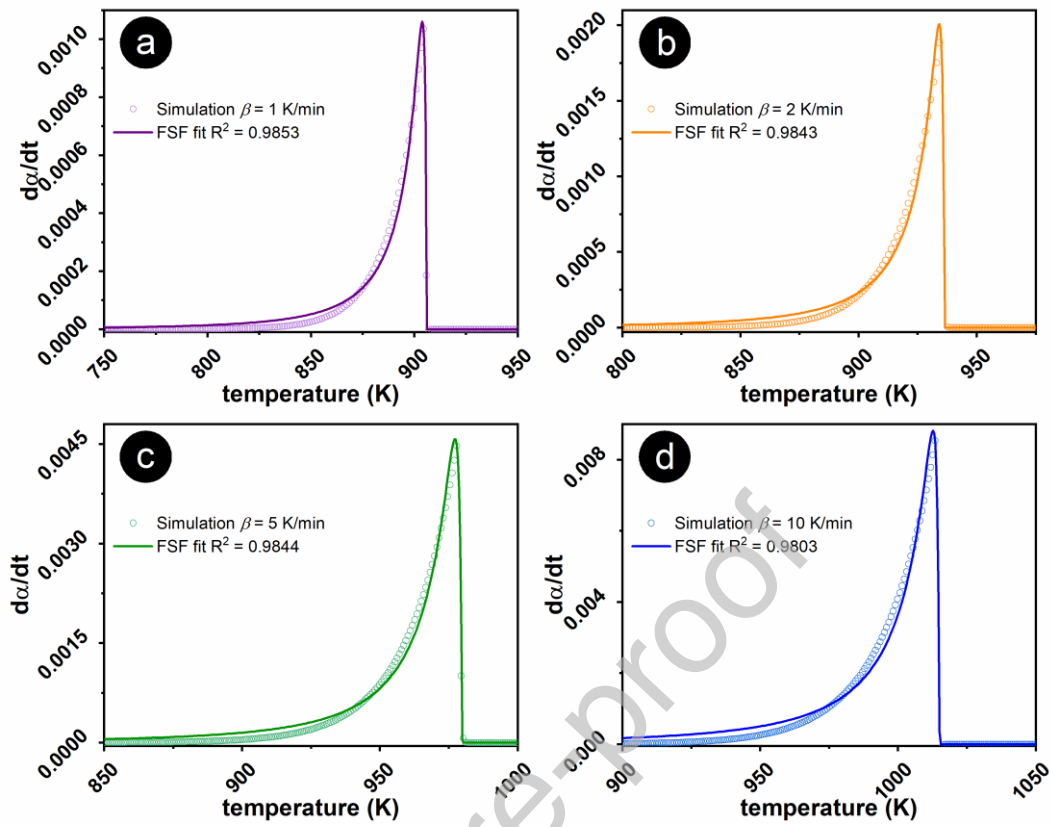 a
Simulation β = 1 K/min
FSF fit R² = 0.9853
dα/dt
0.0010
0.0008
0.0006
0.0004
0.0002
0.0000
750
800
850
900
950
temperature (K)
b
Simulation β = 2 K/min
FSF fit R² = 0.9843
dα/dt
0.0020
0.0015
0.0010
0.0005
0.0000
800
850
900
950
temperature (K)
c
Simulation β = 5 K/min
FSF fit R² = 0.9844
dα/dt
0.0045
0.0030
0.0015
0.0000
850
900
950
1000
temperature (K)
d
Simulation β = 10 K/min
FSF fit R² = 0.9803
dα/dt
0.008
0.004
0.000
900
950
1000
1050
temperature (K)
re-proof